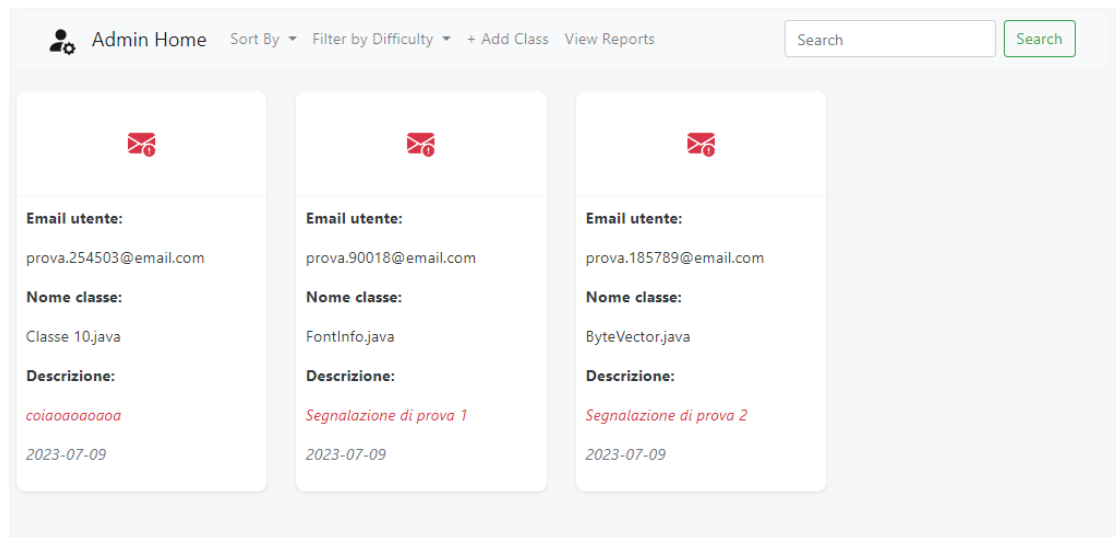 Admin Home Sort By Filter by Difficulty + Add Class View Reports Search Search
Email utente:
prova.254503@email.com
Nome classe:
Classe 10.java
Descrizione:
coiaoaoaoaoa
2023-07-09
Email utente:
prova.90018@email.com
Nome classe:
FontInfo.java
Descrizione:
Segnalazione di prova 1
2023-07-09
Email utente:
prova.185789@email.com
Nome classe:
ByteVector.java
Descrizione:
Segnalazione di prova 2
2023-07-09